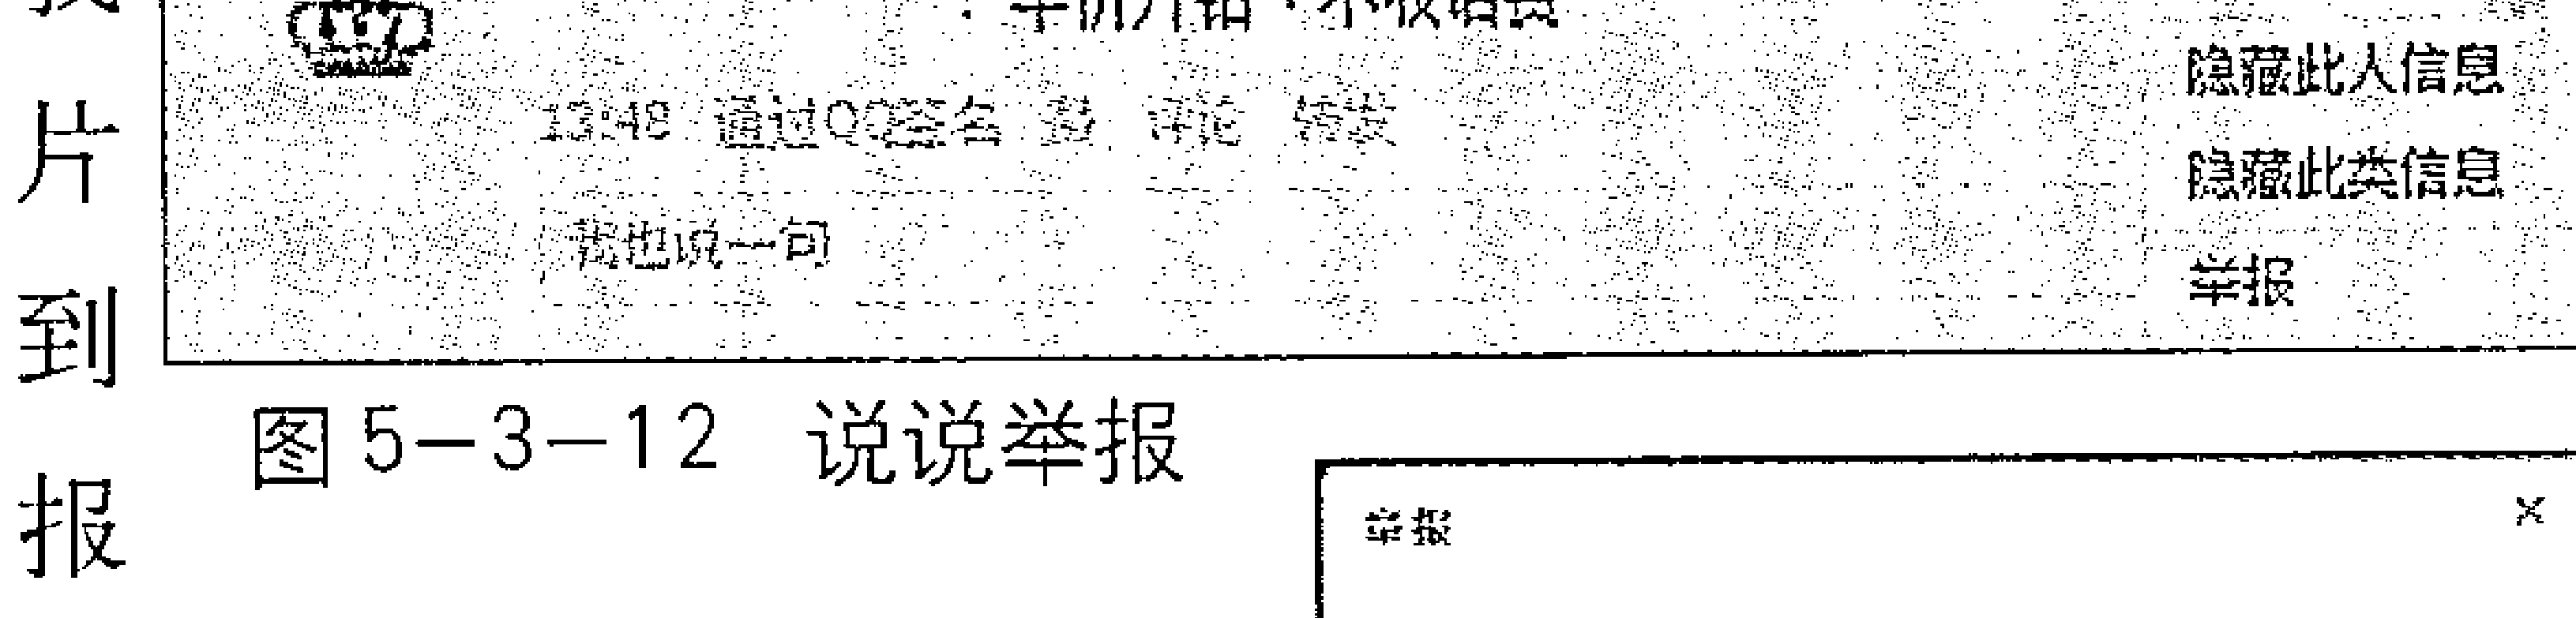 隐藏此人信息
13:48 通过QQ签名 赞 评论 转发
隐藏此类信息
我也说一句
举报
图5-3-12 说说举报
举报 ×
片
到
报